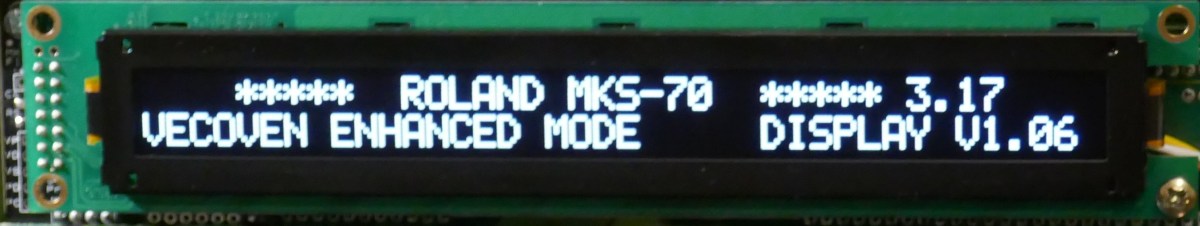 ***** ROLAND MKS-70 ***** 3.17
VECOVEN ENHANCED MODE DISPLAY V1.06